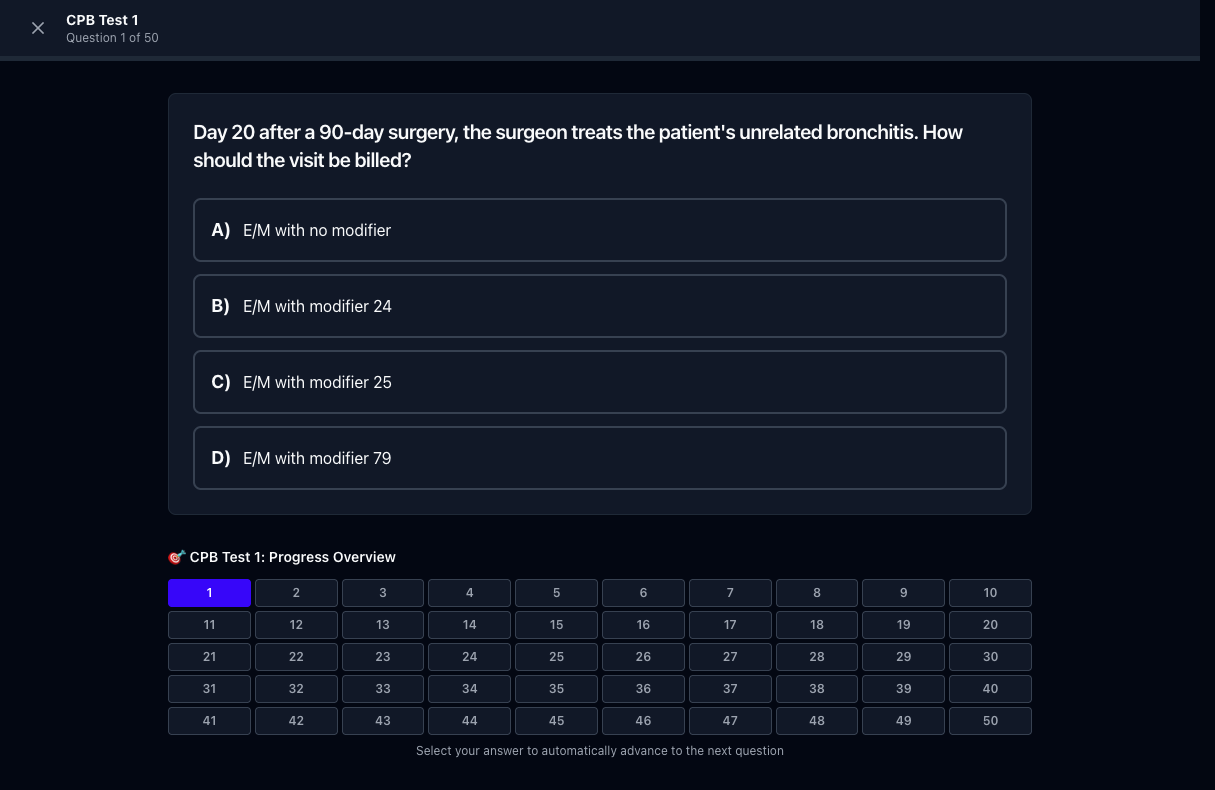 CPB Test 1
Question 1 of 50
Day 20 after a 90-day surgery, the surgeon treats the patient's unrelated bronchitis. How
should the visit be billed?
A) E/M with no modifier
B) E/M with modifier 24
C) E/M with modifier 25
D) E/M with modifier 79
🎯 CPB Test 1: Progress Overview
1 2 3 4 5 6 7 8 9 10
11 12 13 14 15 16 17 18 19 20
21 22 23 24 25 26 27 28 29 30
31 32 33 34 35 36 37 38 39 40
41 42 43 44 45 46 47 48 49 50
Select your answer to automatically advance to the next question